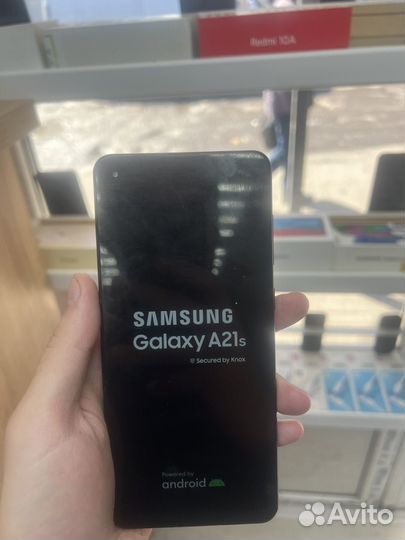 Redmi 10A
SAMSUNG
Galaxy A21s
Secured by Knox
Powered by
android
Avito